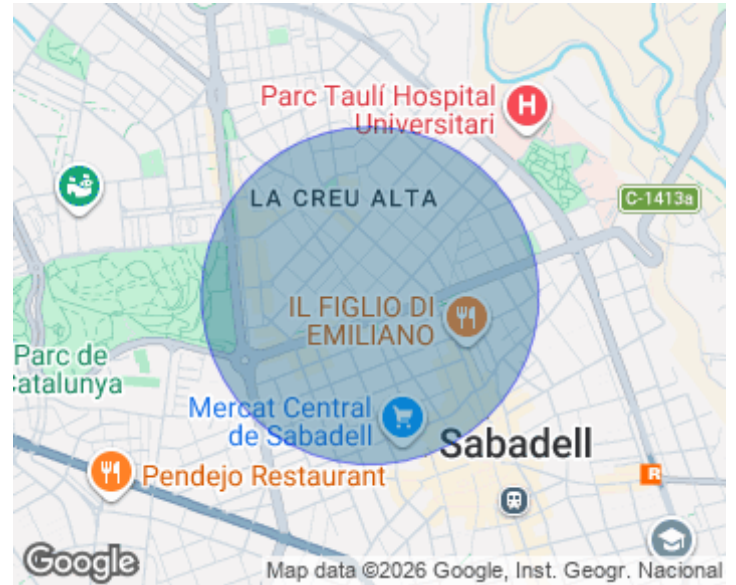 Parc Taulí Hospital
Universitari
H
LA CREU ALTA
C-1413a
IL FIGLIO DI
EMILIANO
Parc de
Catalunya
Mercat Central
de Sabadell
Sabadell
Pendejo Restaurant
R
Google
Map data ©2026 Google, Inst. Geogr. Nacional